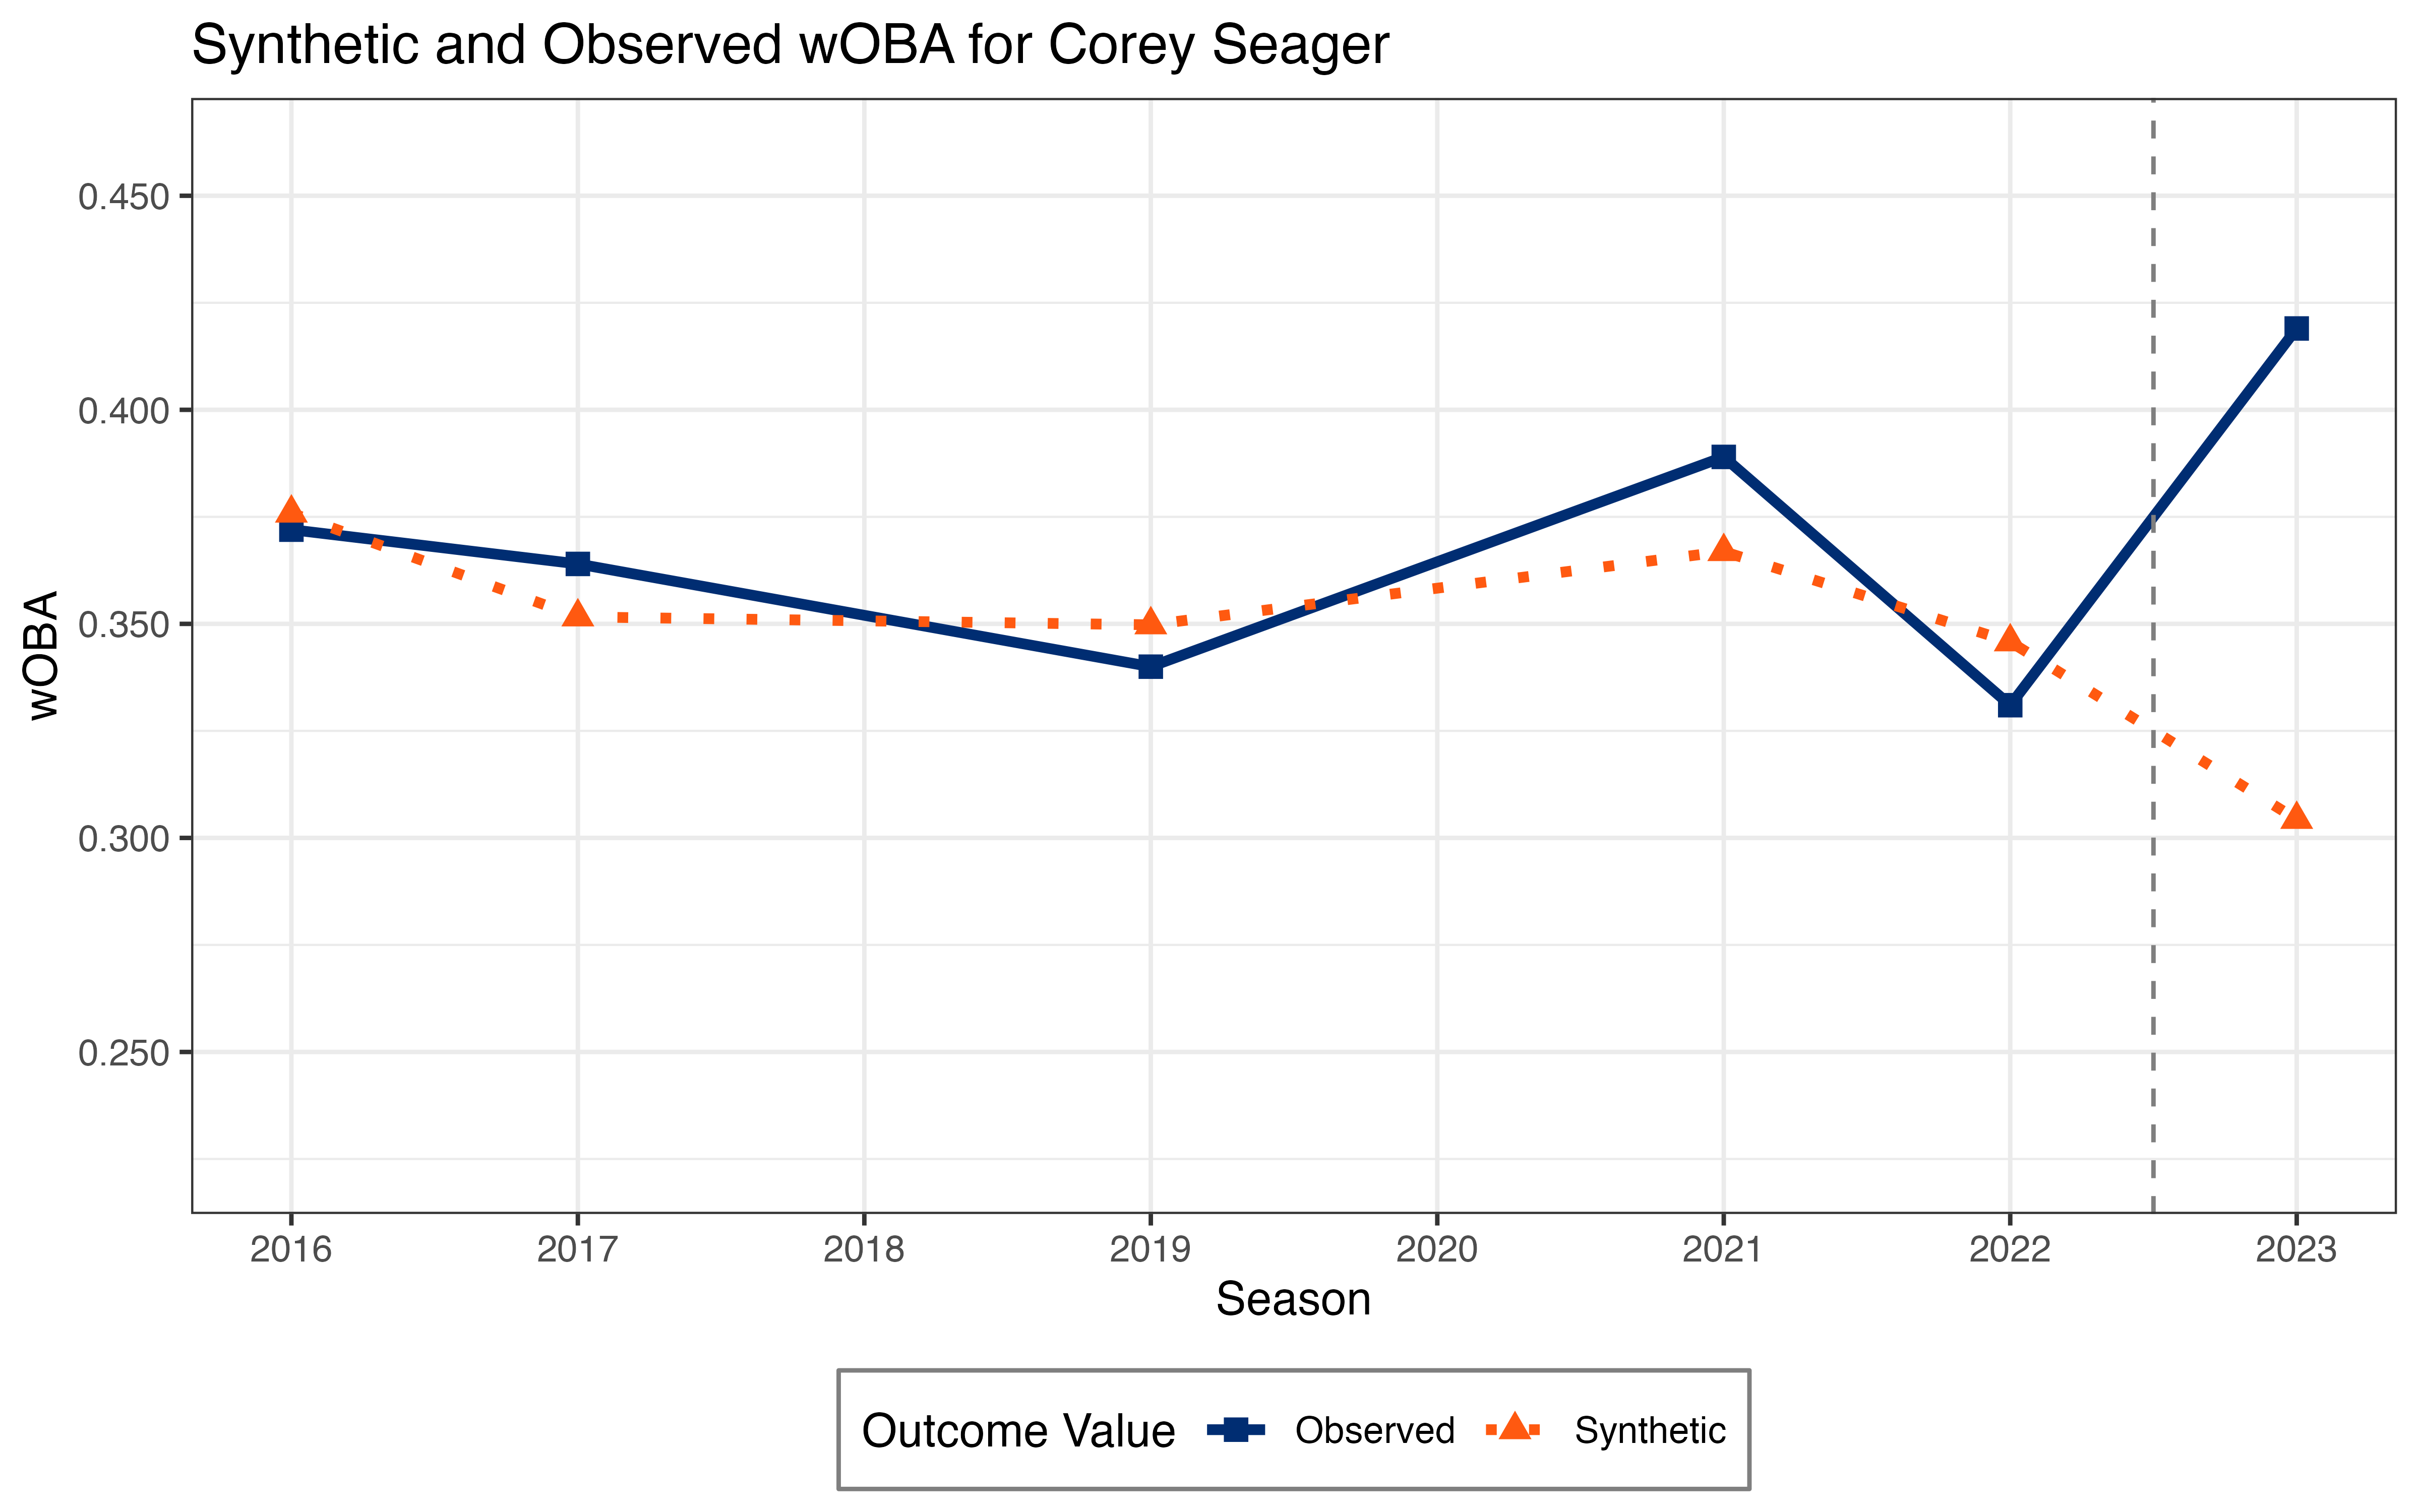 Synthetic and Observed wOBA for Corey Seager
0.450
0.400
0.350
0.300
0.250
wOBA
2016 2017 2018 2019 2020 2021 2022 2023
Season
Outcome Value Observed Synthetic